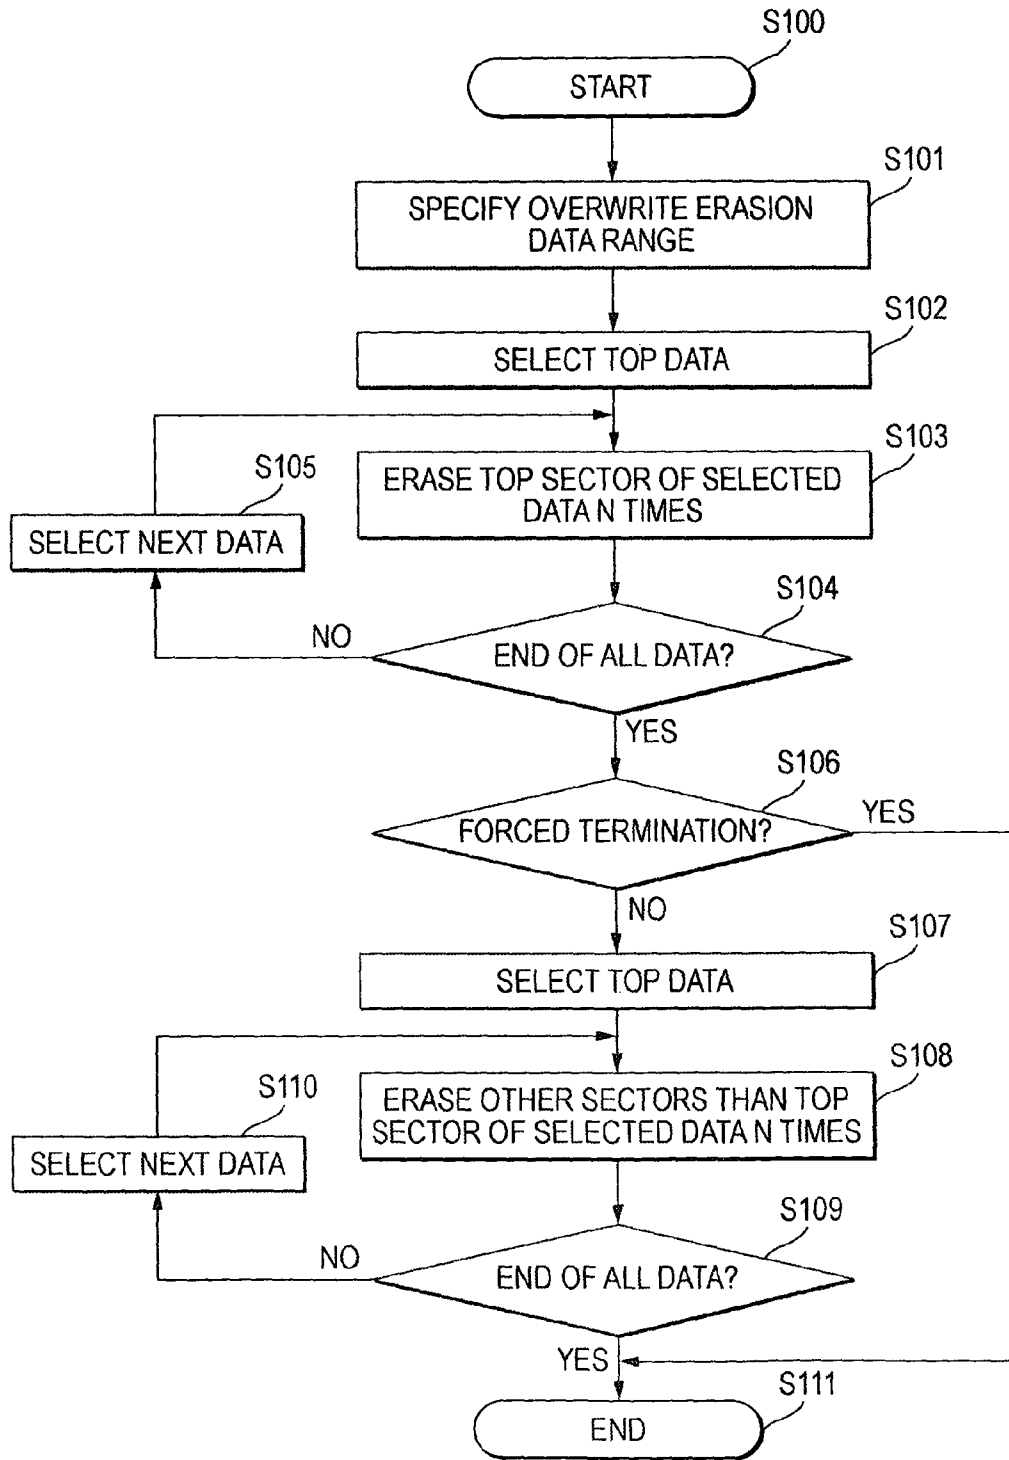 S100
START
S101
SPECIFY OVERWRITE ERASION
DATA RANGE
S102
SELECT TOP DATA
S103
ERASE TOP SECTOR OF SELECTED
DATA N TIMES
S105
SELECT NEXT DATA
S104
END OF ALL DATA?
NO
YES
S106
FORCED TERMINATION?
YES
NO
S107
SELECT TOP DATA
S108
ERASE OTHER SECTORS THAN TOP
SECTOR OF SELECTED DATA N TIMES
S110
SELECT NEXT DATA
S109
END OF ALL DATA?
NO
YES
S111
END